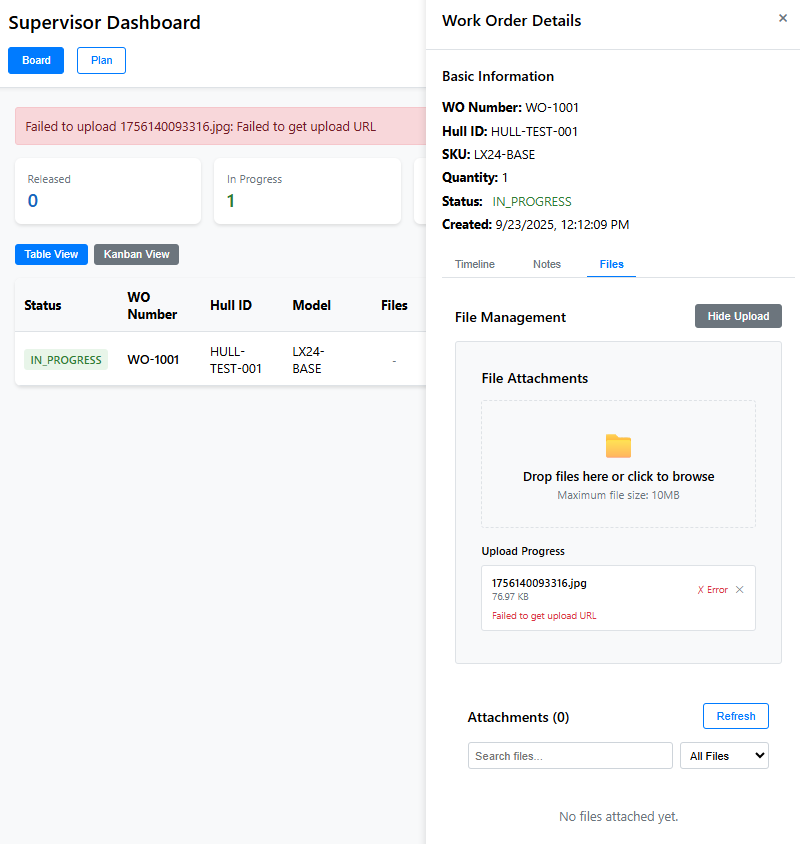 Supervisor Dashboard
Board
Plan
Failed to upload 1756140093316.jpg: Failed to get upload URL
Released
0
In Progress
1
Table View
Kanban View
Status
WO
Number
Hull ID
Model
Files
IN_PROGRESS
WO-1001
HULL-
TEST-001
LX24-
BASE
-
Work Order Details
×
Basic Information
WO Number: WO-1001
Hull ID: HULL-TEST-001
SKU: LX24-BASE
Quantity: 1
Status: IN_PROGRESS
Created: 9/23/2025, 12:12:09 PM
Timeline
Notes
Files
File Management
Hide Upload
File Attachments
Drop files here or click to browse
Maximum file size: 10MB
Upload Progress
1756140093316.jpg
76.97 KB
X Error ×
Failed to get upload URL
Attachments (0)
Refresh
Search files...
All Files
No files attached yet.